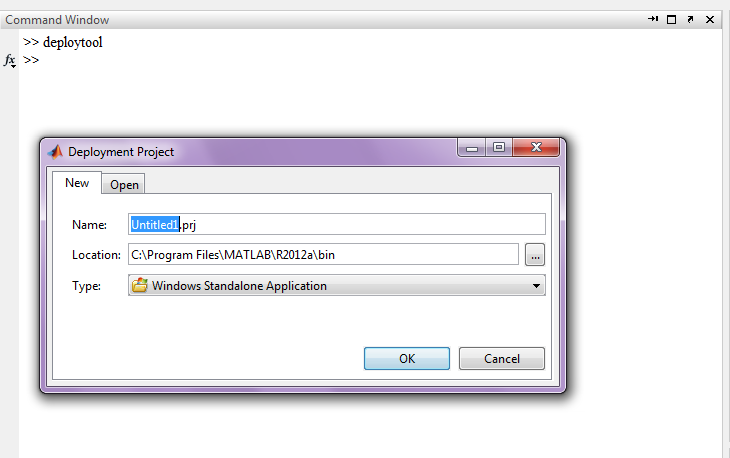 Command Window
>> deploytool
fx >>
Deployment Project
New Open
Name: Untitled1.prj
Location: C:\Program Files\MATLAB\R2012a\bin ...
Type: Windows Standalone Application
OK Cancel